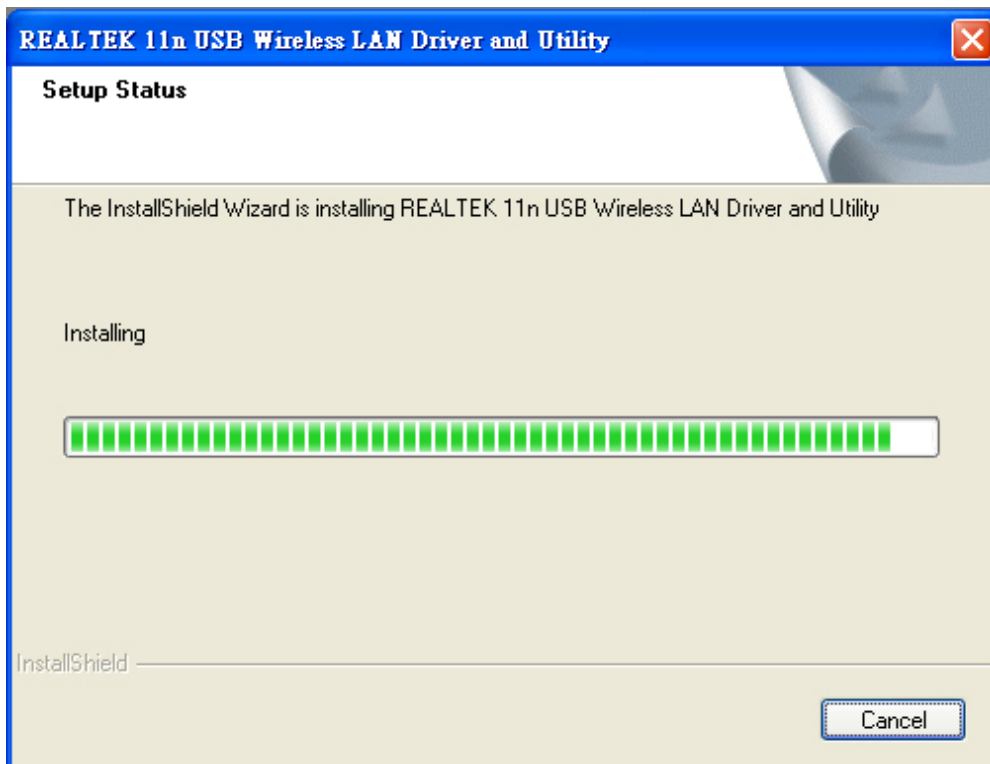 REALTEK 11n USB Wireless LAN Driver and Utility
Setup Status
The InstallShield Wizard is installing REALTEK 11n USB Wireless LAN Driver and Utility
Installing
InstallShield
Cancel